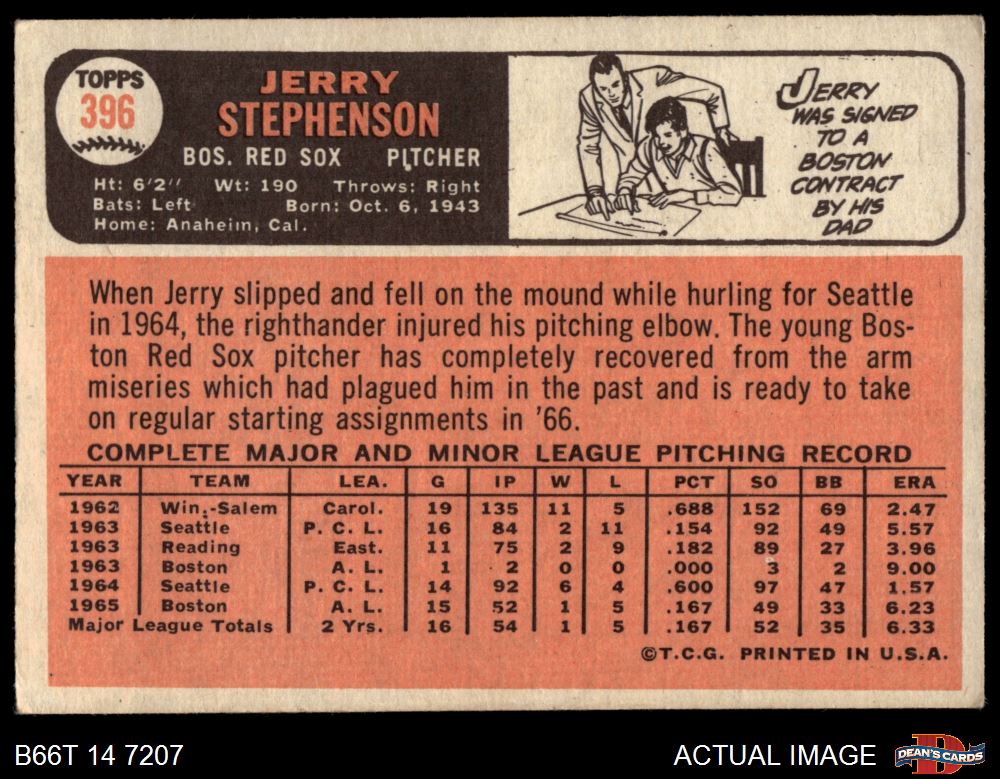 TOPPS
396
JERRY
STEPHENSON
BOS. RED SOX PITCHER
Ht: 6'2" Wt: 190 Throws: Right
Bats: Left Born: Oct. 6, 1943
Home: Anaheim, Cal.
JERRY
WAS SIGNED
TO A
BOSTON
CONTRACT
BY HIS
DAD
When Jerry slipped and fell on the mound while hurling for Seattle
in 1964, the righthander injured his pitching elbow. The young Bos-
ton Red Sox pitcher has completely recovered from the arm
miseries which had plagued him in the past and is ready to take
on regular starting assignments in '66.
COMPLETE MAJOR AND MINOR LEAGUE PITCHING RECORD
YEAR TEAM LEA. G IP W L PCT SO BB ERA
1962 Win.-Salem Carol. 19 135 11 5 .688 152 69 2.47
1963 Seattle P. C. L. 16 84 2 11 .154 92 49 5.57
1963 Reading East. 11 75 2 9 .182 89 27 3.96
1963 Boston A. L. 1 2 0 0 .000 3 2 9.00
1964 Seattle P. C. L. 14 92 6 4 .600 97 47 1.57
1965 Boston A. L. 15 52 1 5 .167 49 33 6.23
Major League Totals 2 Yrs. 16 54 1 5 .167 52 35 6.33
©T.C.G. PRINTED IN U.S.A.
B66T 14 7207 ACTUAL IMAGE
DEAN'S CARDS